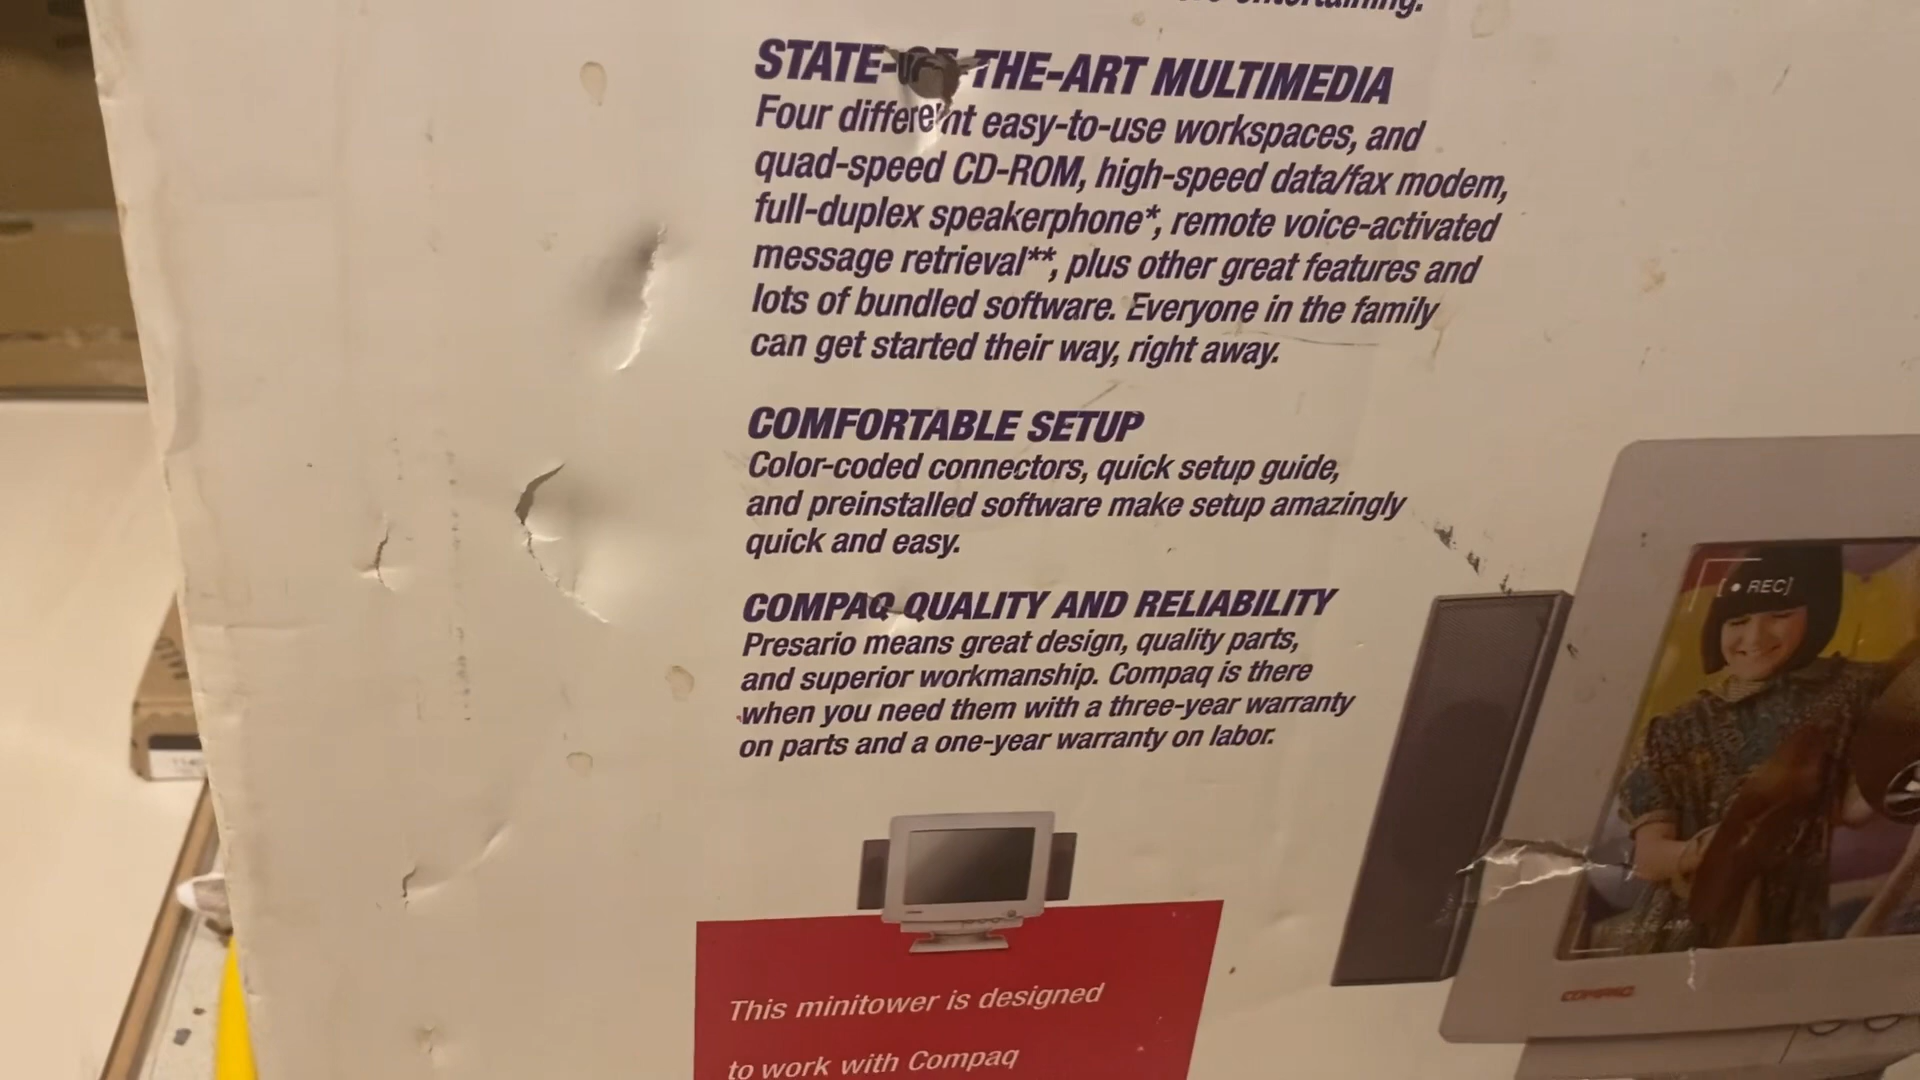 entertaining.
STATE-OF-THE-ART MULTIMEDIA
Four different easy-to-use workspaces, and
quad-speed CD-ROM, high-speed data/fax modem,
full-duplex speakerphone*, remote voice-activated
message retrieval**, plus other great features and
lots of bundled software. Everyone in the family
can get started their way, right away.
COMFORTABLE SETUP
Color-coded connectors, quick setup guide,
and preinstalled software make setup amazingly
quick and easy.
COMPAQ QUALITY AND RELIABILITY
Presario means great design, quality parts,
and superior workmanship. Compaq is there
when you need them with a three-year warranty
on parts and a one-year warranty on labor.
[• REC]
COMPAQ
This minitower is designed
to work with Compaq